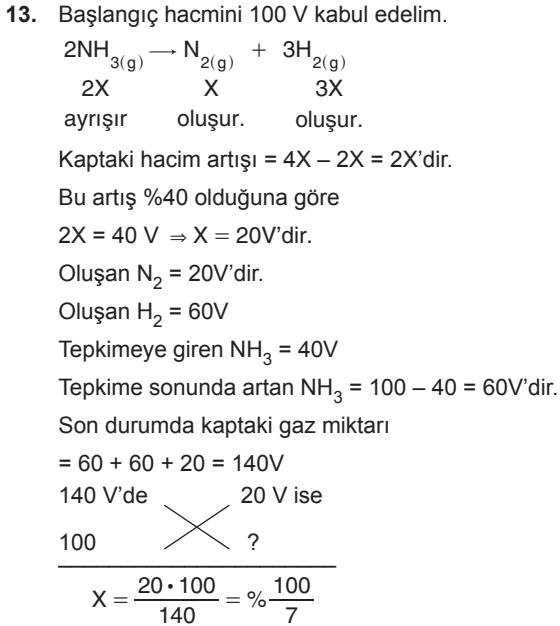 13. Başlangıç hacmini 100 V kabul edelim.
2NH3(g) ⟶ N2(g) + 3H2(g)
2X X 3X
ayrışır oluşur. oluşur.
Kaptaki hacim artışı = 4X – 2X = 2X'dir.
Bu artış %40 olduğuna göre
2X = 40 V ⇒ X = 20V'dir.
Oluşan N2 = 20V'dir.
Oluşan H2 = 60V
Tepkimeye giren NH3 = 40V
Tepkime sonunda artan NH3 = 100 – 40 = 60V'dir.
Son durumda kaptaki gaz miktarı
= 60 + 60 + 20 = 140V
140 V'de 20 V ise
100 ?
X = 20 · 100 / 140 = % 100 / 7